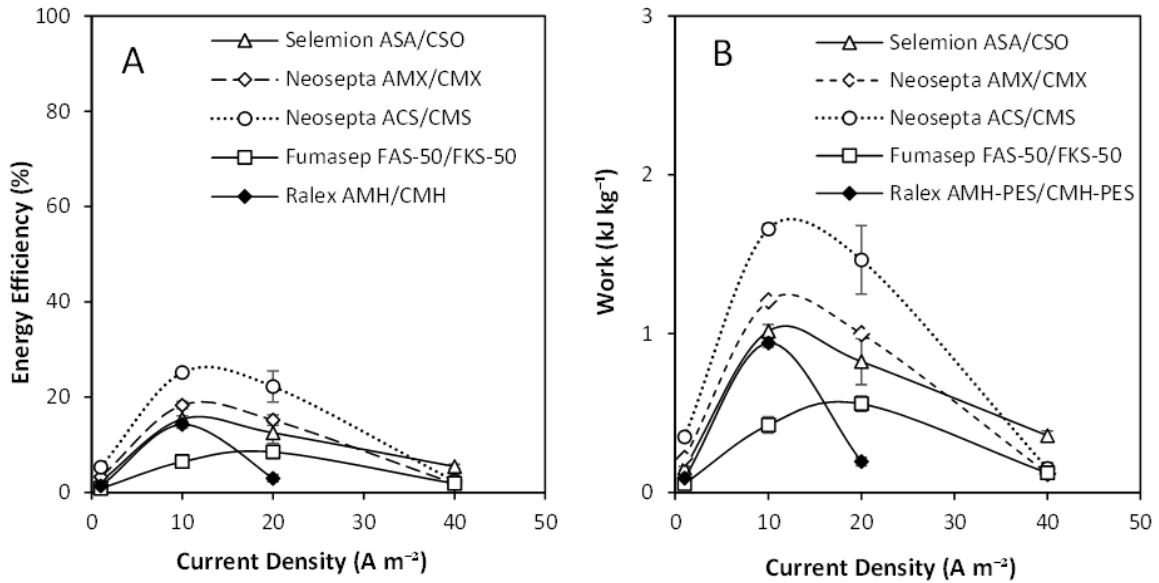 A
Selemion ASA/CSO
Neosepta AMX/CMX
Neosepta ACS/CMS
Fumasep FAS-50/FKS-50
Ralex AMH/CMH
Energy Efficiency (%)
100
80
60
40
20
0
0 10 20 30 40 50
Current Density (A m⁻²)
B
Selemion ASA/CSO
Neosepta AMX/CMX
Neosepta ACS/CMS
Fumasep FAS-50/FKS-50
Ralex AMH-PES/CMH-PES
Work (kJ kg⁻¹)
3
2
1
0
0 10 20 30 40 50
Current Density (A m⁻²)